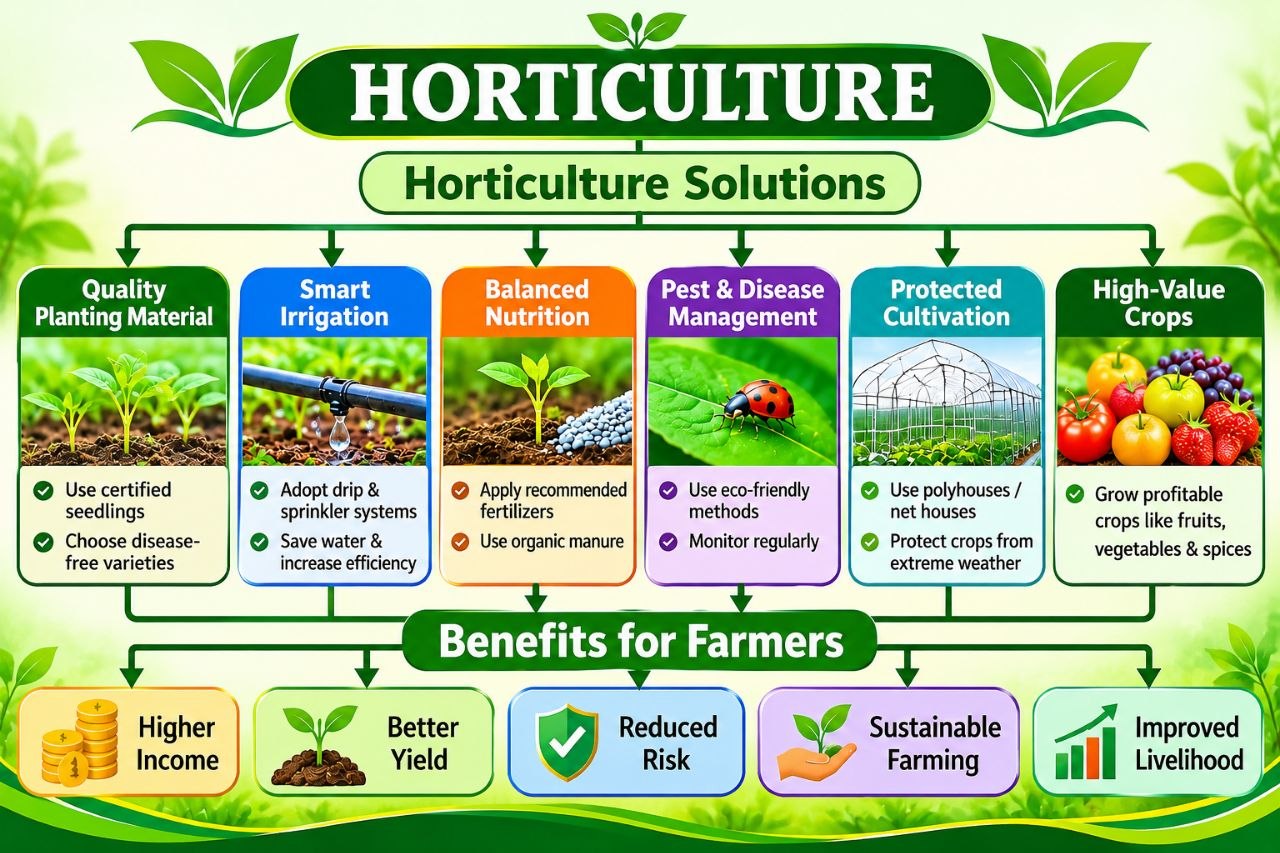 HORTICULTURE
Horticulture Solutions
Quality
Planting Material
Use certified
seedlings
Choose disease-
free varieties
Smart
Irrigation
Adopt drip &
sprinkler systems
Save water &
increase efficiency
Balanced
Nutrition
Apply recommended
fertilizers
Use organic manure
Pest & Disease
Management
Use eco-friendly
methods
Monitor regularly
Protected
Cultivation
Use polyhouses /
net houses
Protect crops from
extreme weather
High-Value
Crops
Grow profitable
crops like fruits,
vegetables & spices
Benefits for Farmers
Higher
Income
Better
Yield
Reduced
Risk
Sustainable
Farming
Improved
Livelihood